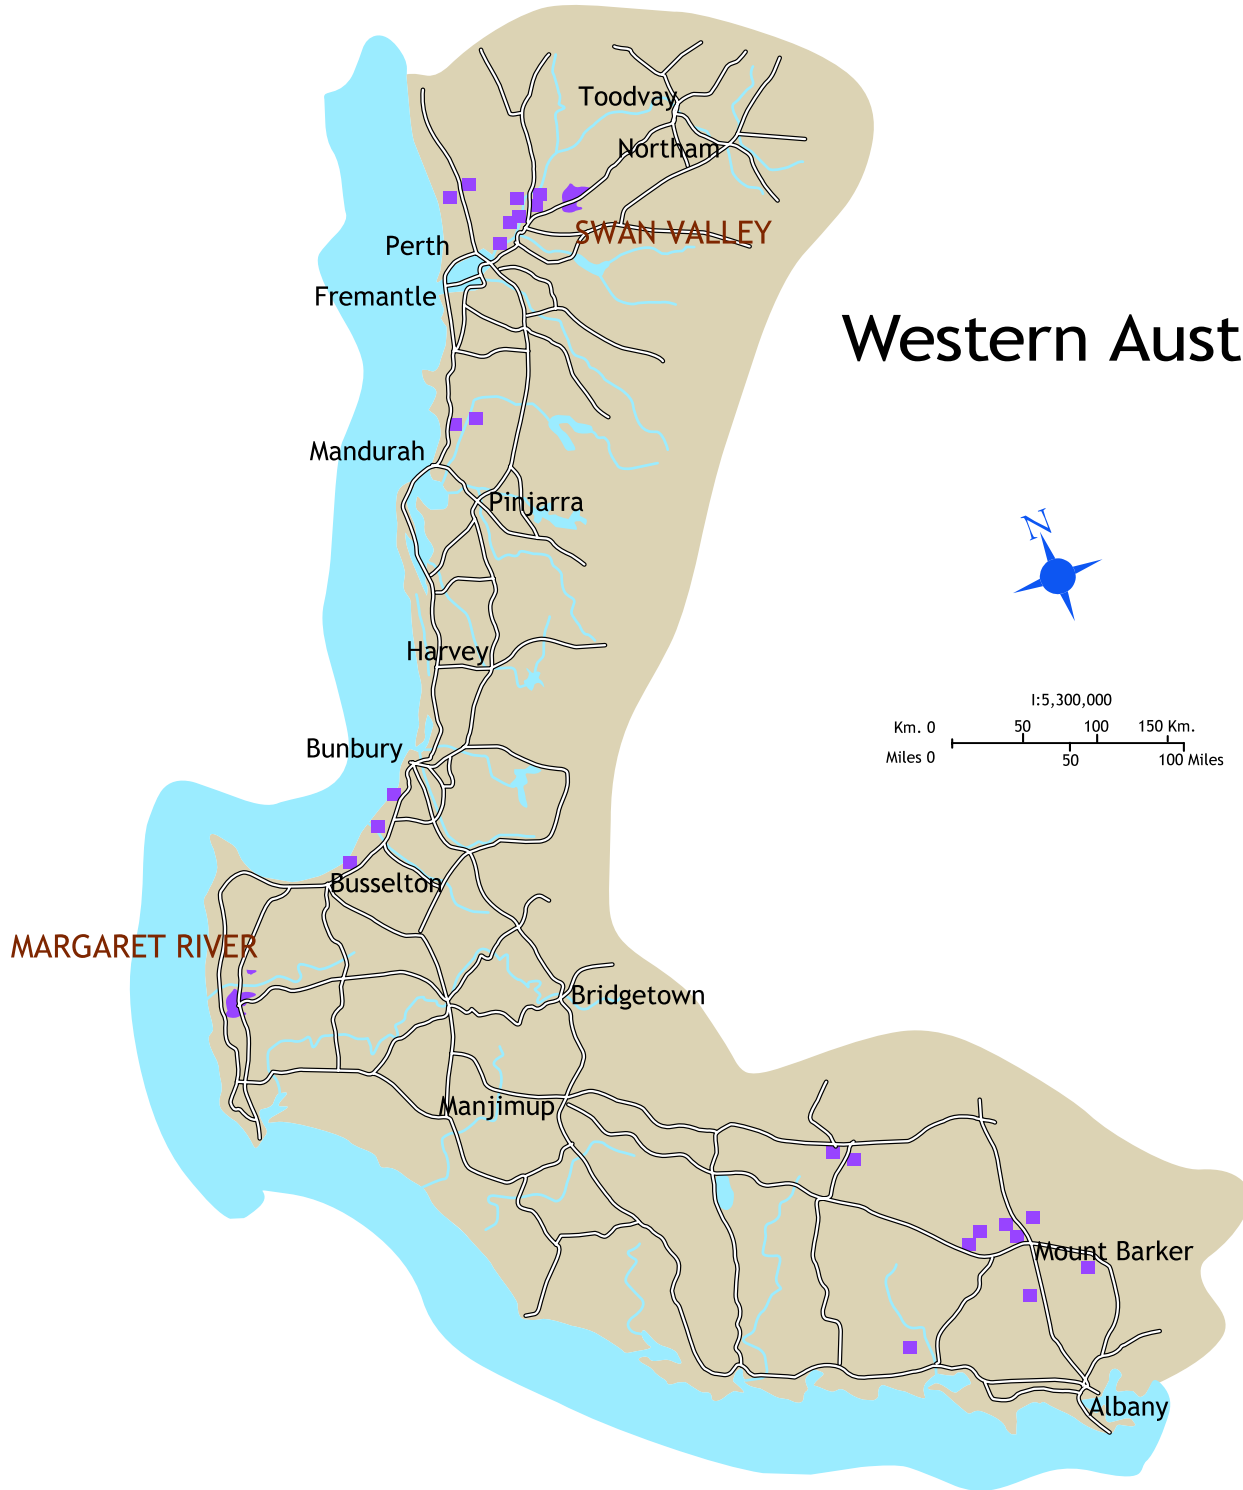 Toodvay
Northam
SWAN VALLEY
Perth
Fremantle
Western Aust
Mandurah
Pinjarra
N
Harvey
1:5,300,000
Km. 0 50 100 150 Km.
Miles 0 50 100 Miles
Bunbury
Busselton
MARGARET RIVER
Bridgetown
Manjimup
Mount Barker
Albany